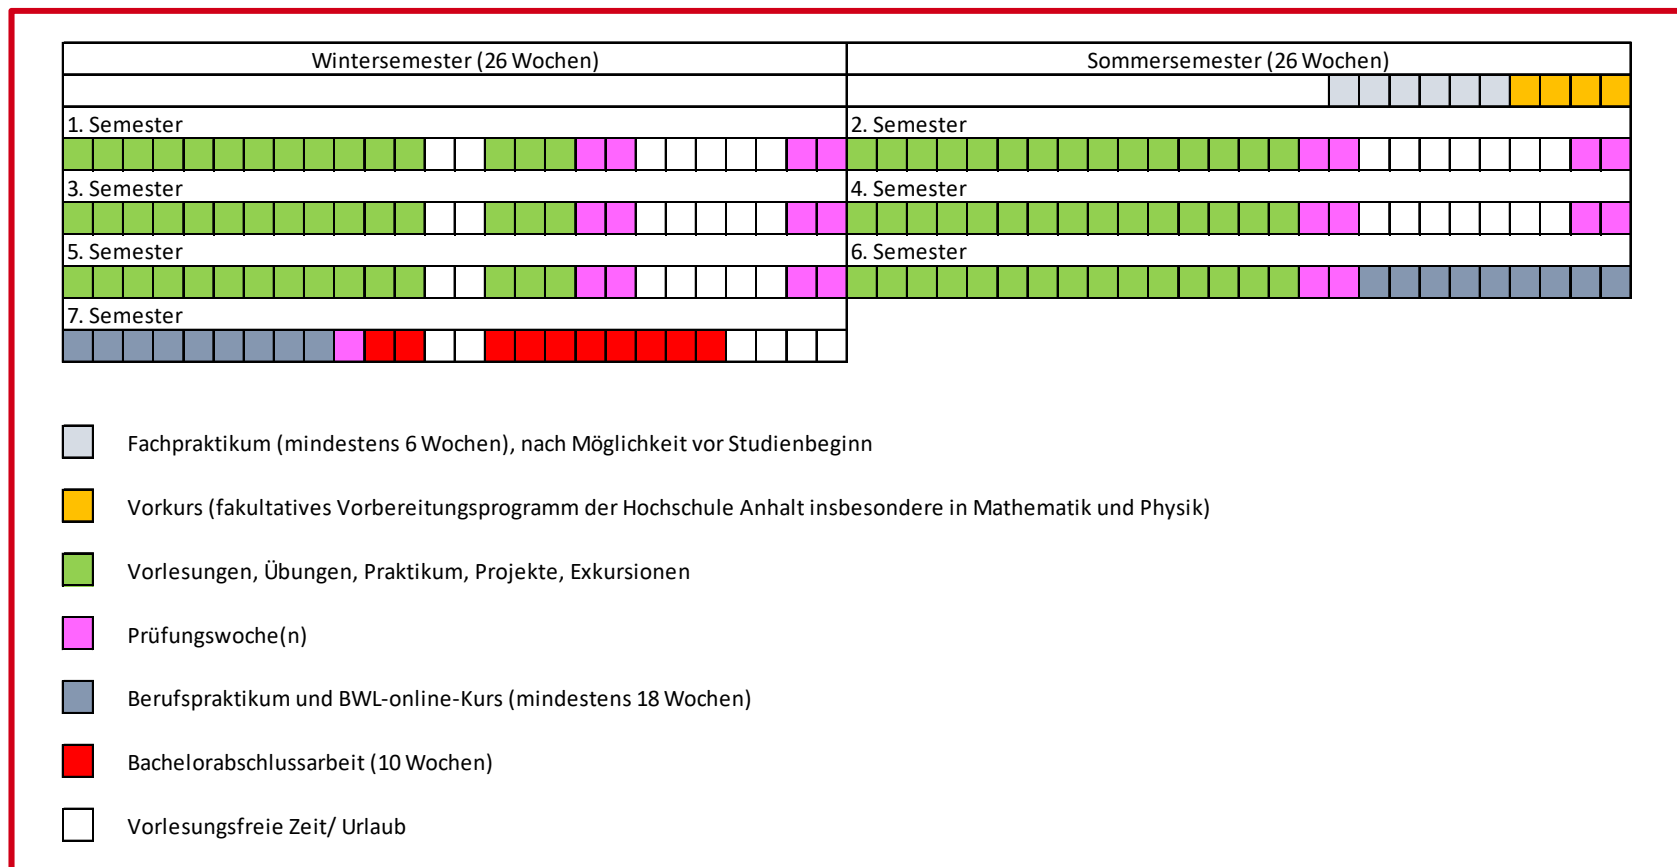 Wintersemester (26 Wochen)
Sommersemester (26 Wochen)
1. Semester
2. Semester
3. Semester
4. Semester
5. Semester
6. Semester
7. Semester
Fachpraktikum (mindestens 6 Wochen), nach Möglichkeit vor Studienbeginn
Vorkurs (fakultatives Vorbereitungsprogramm der Hochschule Anhalt insbesondere in Mathematik und Physik)
Vorlesungen, Übungen, Praktikum, Projekte, Exkursionen
Prüfungswoche(n)
Berufspraktikum und BWL-online-Kurs (mindestens 18 Wochen)
Bachelorabschlussarbeit (10 Wochen)
Vorlesungsfreie Zeit/ Urlaub